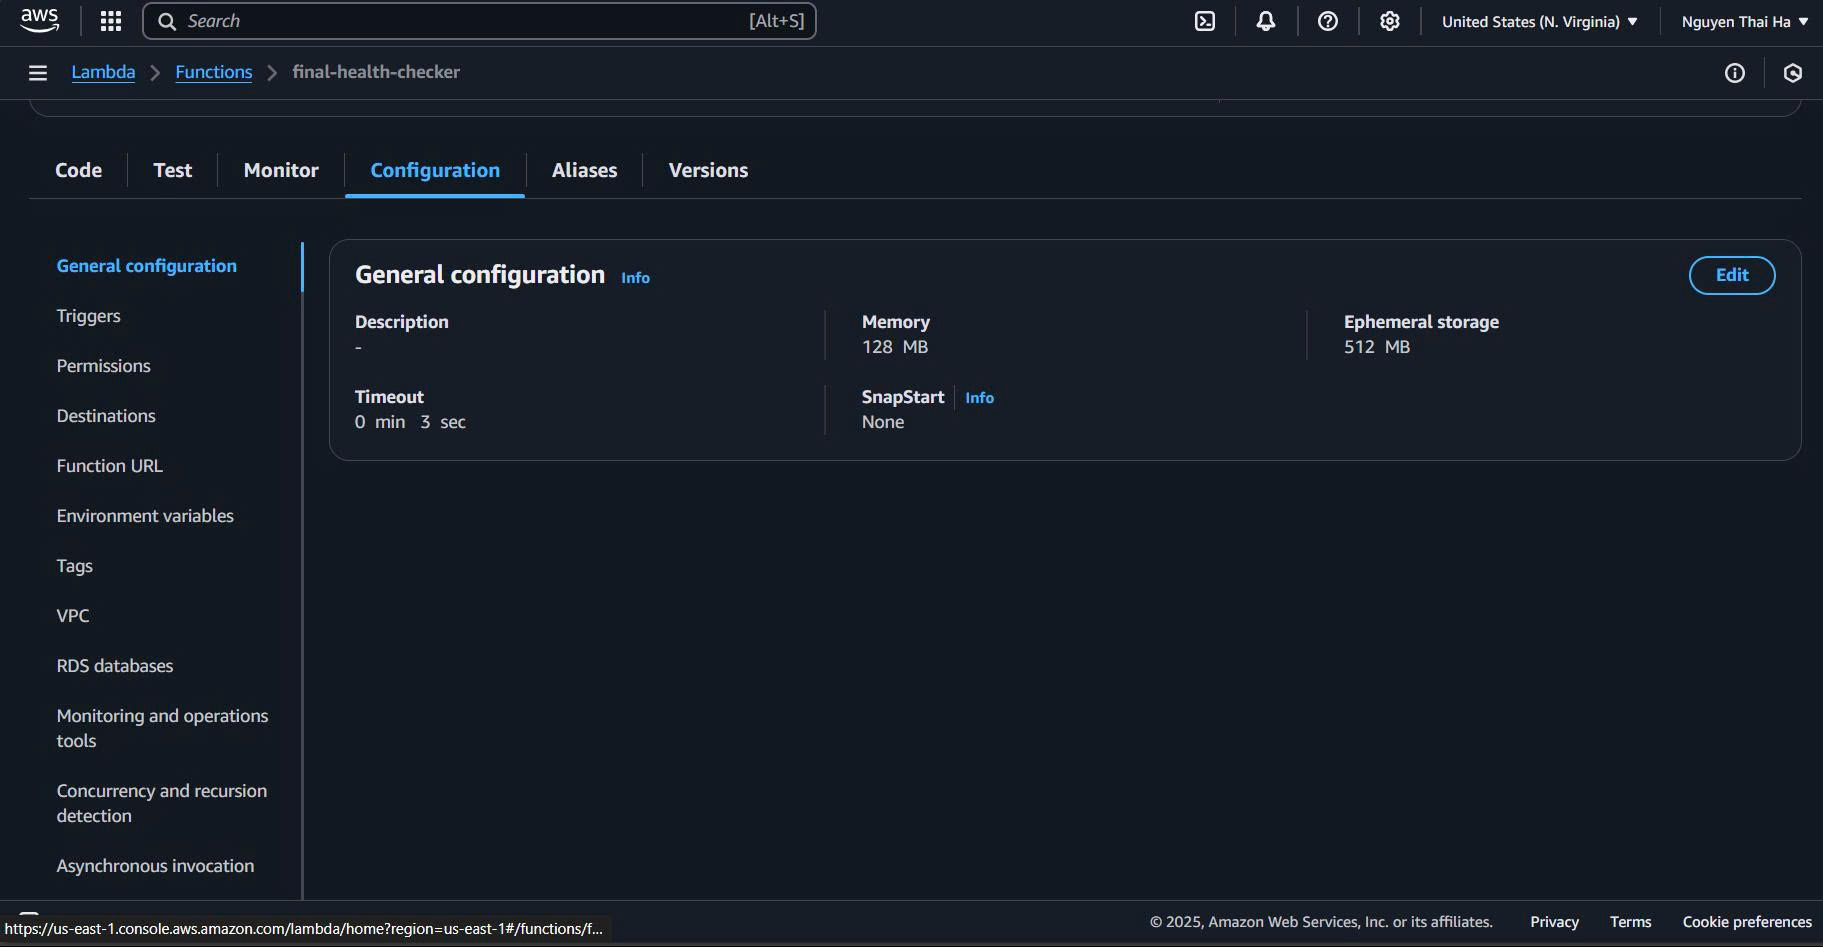 aws
Search [Alt+S]
United States (N. Virginia) ▼
Nguyen Thai Ha ▼
Lambda > Functions > final-health-checker
Code Test Monitor Configuration Aliases Versions
General configuration
Triggers
Permissions
Destinations
Function URL
Environment variables
Tags
VPC
RDS databases
Monitoring and operations
tools
Concurrency and recursion
detection
Asynchronous invocation
General configuration Info
Edit
Description
-
Memory
128 MB
Ephemeral storage
512 MB
Timeout
0 min 3 sec
SnapStart Info
None
https://us-east-1.console.aws.amazon.com/lambda/home?region=us-east-1#/functions/f...
© 2025, Amazon Web Services, Inc. or its affiliates. Privacy Terms Cookie preferences